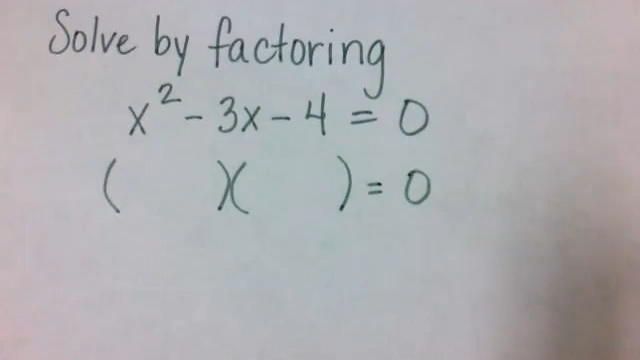 Solve by factoring
x² - 3x - 4 = 0
(      )(      ) = 0